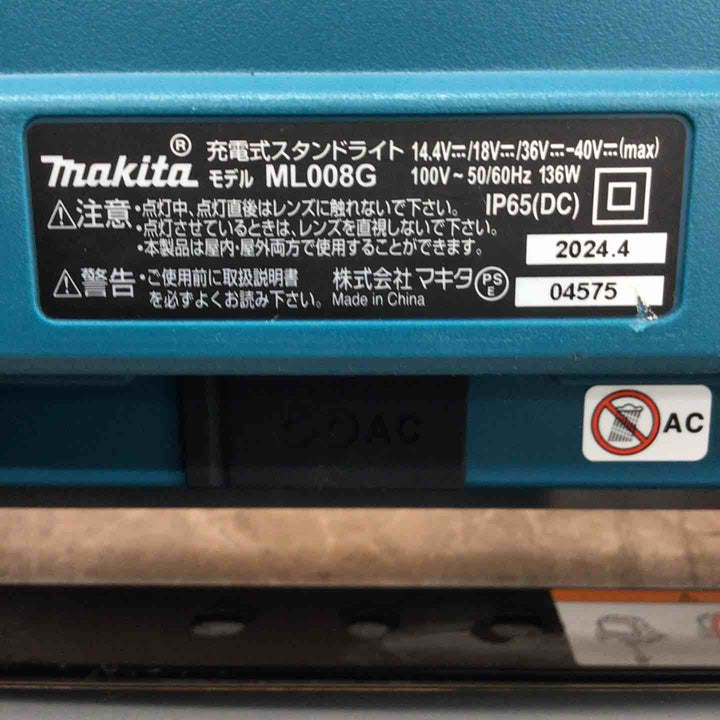 makita® 充電式スタンドライト 14.4V⎓/18V⎓/36V⎓-40V⎓(max)
モデル ML008G 100V～50/60Hz 136W
⚠注意 ・点灯中、点灯直後はレンズに触れないで下さい。 IP65(DC)
・点灯させているときは、レンズを直視しないで下さい。
・本製品は屋内・屋外両方で使用することができます。
2024.4
⚠警告 ・ご使用前に取扱説明書
を必ずよくお読み下さい。
株式会社 マキタ PSE
Made in China
04575
AC
AC